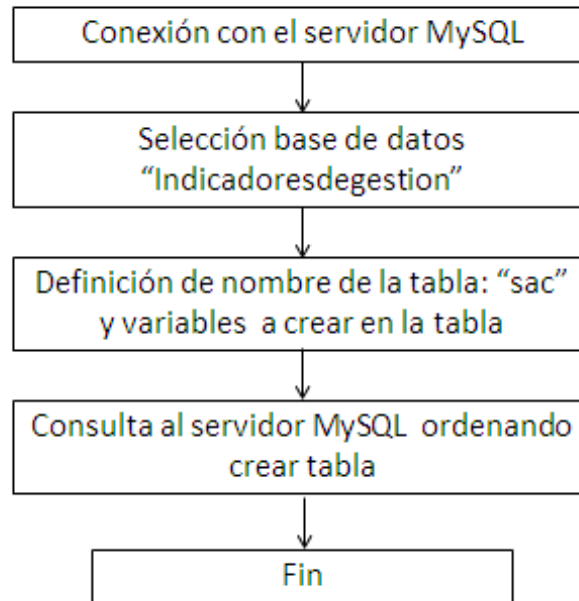 Conexión con el servidor MySQL
Selección base de datos
“Indicadoresdegestion”
Definición de nombre de la tabla: “sac”
y variables a crear en la tabla
Consulta al servidor MySQL ordenando
crear tabla
Fin